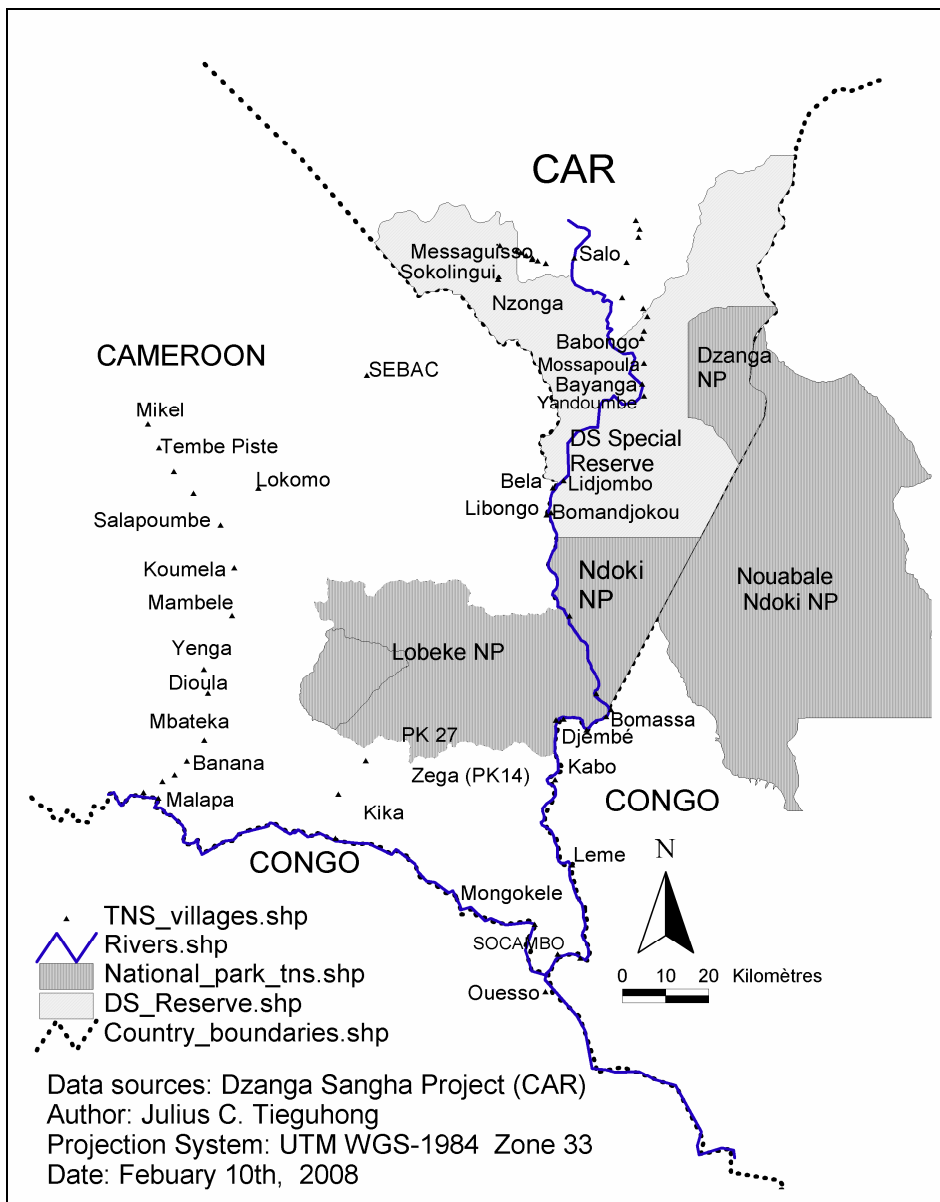 CAR
Messaguisso
Salo
Sokolingui
Nzonga
Babongo
CAMEROON
Dzanga
NP
Mossapoula
SEBAC
Bayanga
Yandoumbe
Mikel
Tembe Piste
DS Special
Reserve
Lokomo
Bela
Lidjombo
Libongo
Bomandjokou
Salapoumbe
Koumela
Ndoki
NP
Nouabale
Ndoki NP
Mambele
Yenga
Lobeke NP
Dioula
Mbateka
Bomassa
PK 27
Djembé
Banana
Kabo
Zega (PK14)
Malapa
CONGO
Kika
N
CONGO
Leme
Mongokele
SOCAMBO
Ouesso
0 10 20 Kilomètres
TNS_villages.shp
Rivers.shp
National_park_tns.shp
DS_Reserve.shp
Country_boundaries.shp
Data sources: Dzanga Sangha Project (CAR)
Author: Julius C. Tieguhong
Projection System: UTM WGS-1984 Zone 33
Date: Febuary 10th, 2008